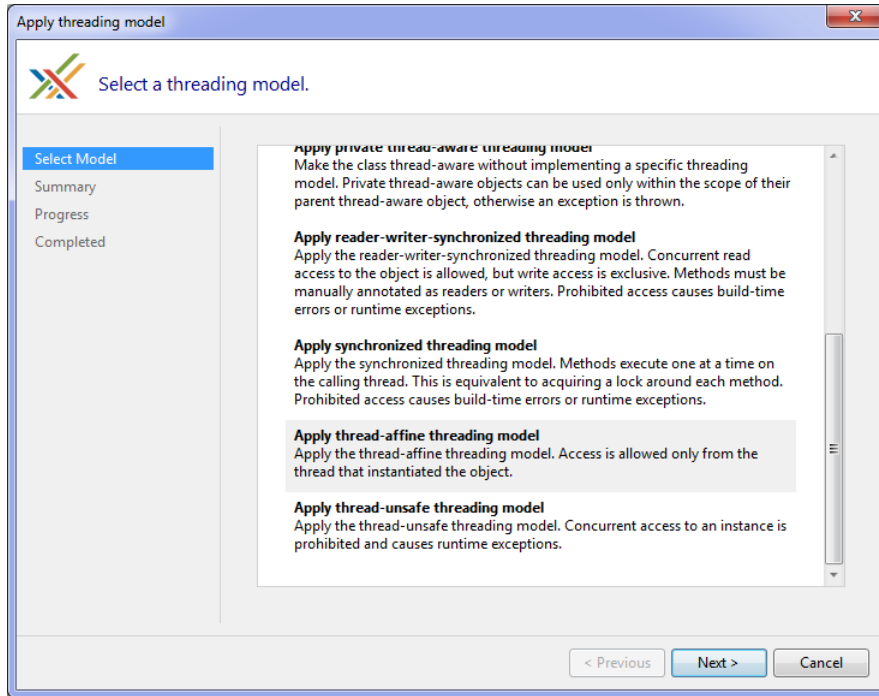 Apply threading model
Select a threading model.
Select Model
Summary
Progress
Completed
Apply private thread-aware threading model
Make the class thread-aware without implementing a specific threading
model. Private thread-aware objects can be used only within the scope of their
parent thread-aware object, otherwise an exception is thrown.
Apply reader-writer-synchronized threading model
Apply the reader-writer-synchronized threading model. Concurrent read
access to the object is allowed, but write access is exclusive. Methods must be
manually annotated as readers or writers. Prohibited access causes build-time
errors or runtime exceptions.
Apply synchronized threading model
Apply the synchronized threading model. Methods execute one at a time on
the calling thread. This is equivalent to acquiring a lock around each method.
Prohibited access causes build-time errors or runtime exceptions.
Apply thread-affine threading model
Apply the thread-affine threading model. Access is allowed only from the
thread that instantiated the object.
Apply thread-unsafe threading model
Apply the thread-unsafe threading model. Concurrent access to an instance is
prohibited and causes runtime exceptions.
< Previous
Next >
Cancel